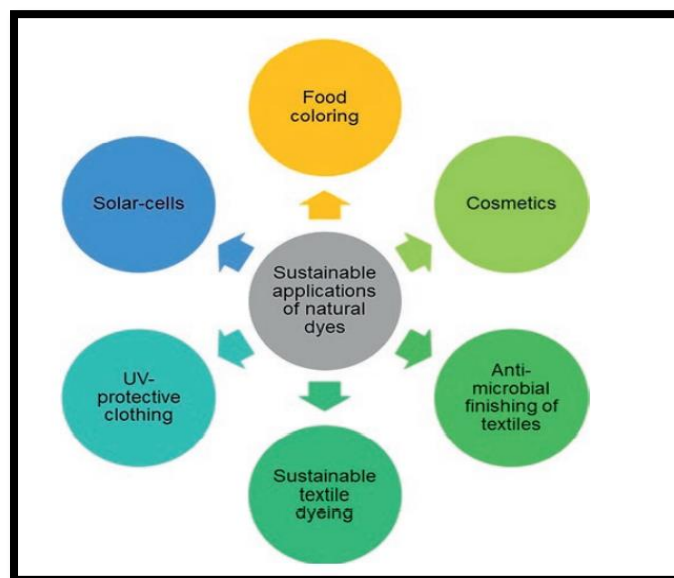 Food
coloring
Solar-cells
Cosmetics
Sustainable
applications
of natural
dyes
UV-
protective
clothing
Anti-
microbial
finishing of
textiles
Sustainable
textile
dyeing